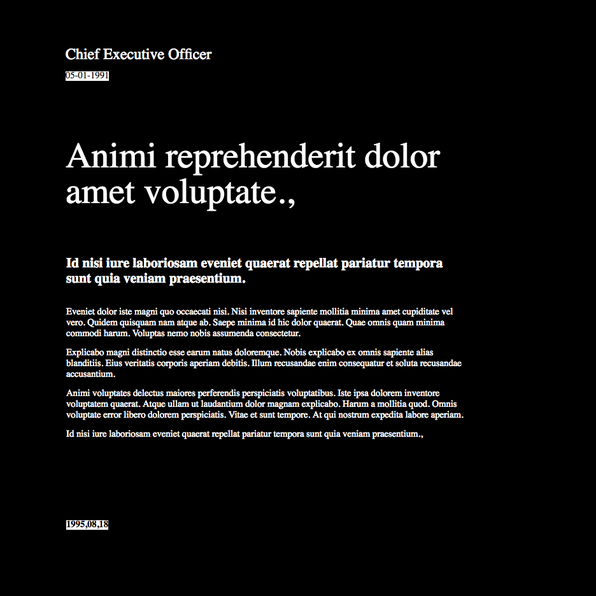 Chief Executive Officer
05-01-1991
Animi reprehenderit dolor
amet voluptate.,
Id nisi iure laboriosam eveniet quaerat repellat pariatur tempora
sunt quia veniam praesentium.
Eveniet dolor iste magni quo occaecati nisi. Nisi inventore sapiente mollitia minima amet cupiditate vel
vero. Quidem quisquam nam atque ab. Saepe minima id hic dolor quaerat. Quae omnis quam minima
commodi harum. Voluptas nemo nobis assumenda consectetur.
Explicabo magni distinctio esse earum natus doloremque. Nobis explicabo ex omnis sapiente alias
blanditiis. Eius veritatis corporis aperiam debitis. Illum recusandae enim consequatur et soluta recusandae
accusantium.
Animi voluptates delectus maiores perferendis perspiciatis voluptatibus. Iste ipsa dolorem inventore
voluptatem quaerat. Atque ullam ut laudantium dolor magnam explicabo. Harum a mollitia quod. Omnis
voluptate error libero dolorem perspiciatis. Vitae et sunt tempore. At qui nostrum expedita labore aperiam.
Id nisi iure laboriosam eveniet quaerat repellat pariatur tempora sunt quia veniam praesentium.,
1995,08,18